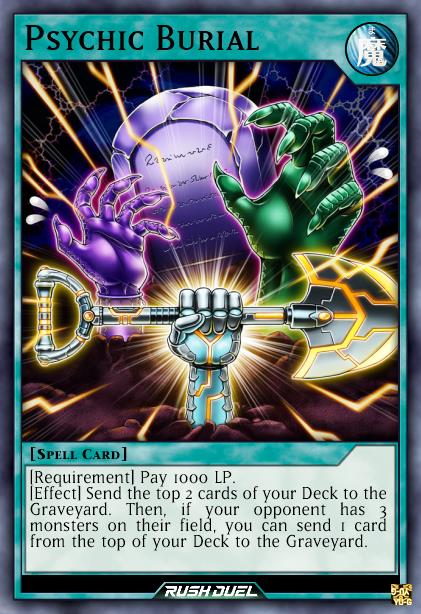 PSYCHIC BURIAL
ま
魔
[SPELL CARD]
[Requirement] Pay 1000 LP.
[Effect] Send the top 2 cards of your Deck to the
Graveyard. Then, if your opponent has 3
monsters on their field, you can send 1 card
from the top of your Deck to the Graveyard.
RUSH DUEL